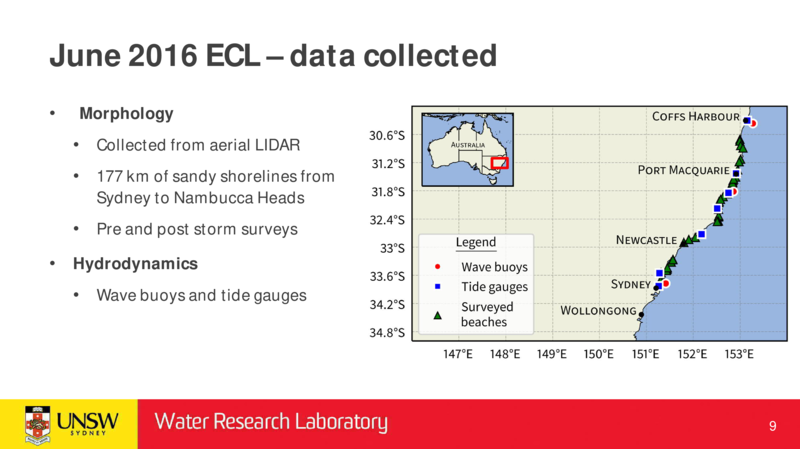 June 2016 ECL – data collected
• Morphology
• Collected from aerial LIDAR
• 177 km of sandy shorelines from
Sydney to Nambucca Heads
• Pre and post storm surveys
• Hydrodynamics
• Wave buoys and tide gauges
30.6°S
31.2°S
31.8°S
32.4°S
33°S
33.6°S
34.2°S
34.8°S
AUSTRALIA
COFFS HARBOUR
PORT MACQUARIE
NEWCASTLE
SYDNEY
WOLLONGONG
Legend
Wave buoys
Tide gauges
Surveyed
beaches
147°E 148°E 149°E 150°E 151°E 152°E 153°E
UNSW
SYDNEY
Water Research Laboratory
9